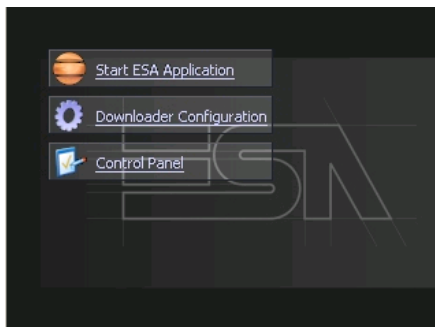 Start ESA Application
Downloader Configuration
Control Panel
ESA